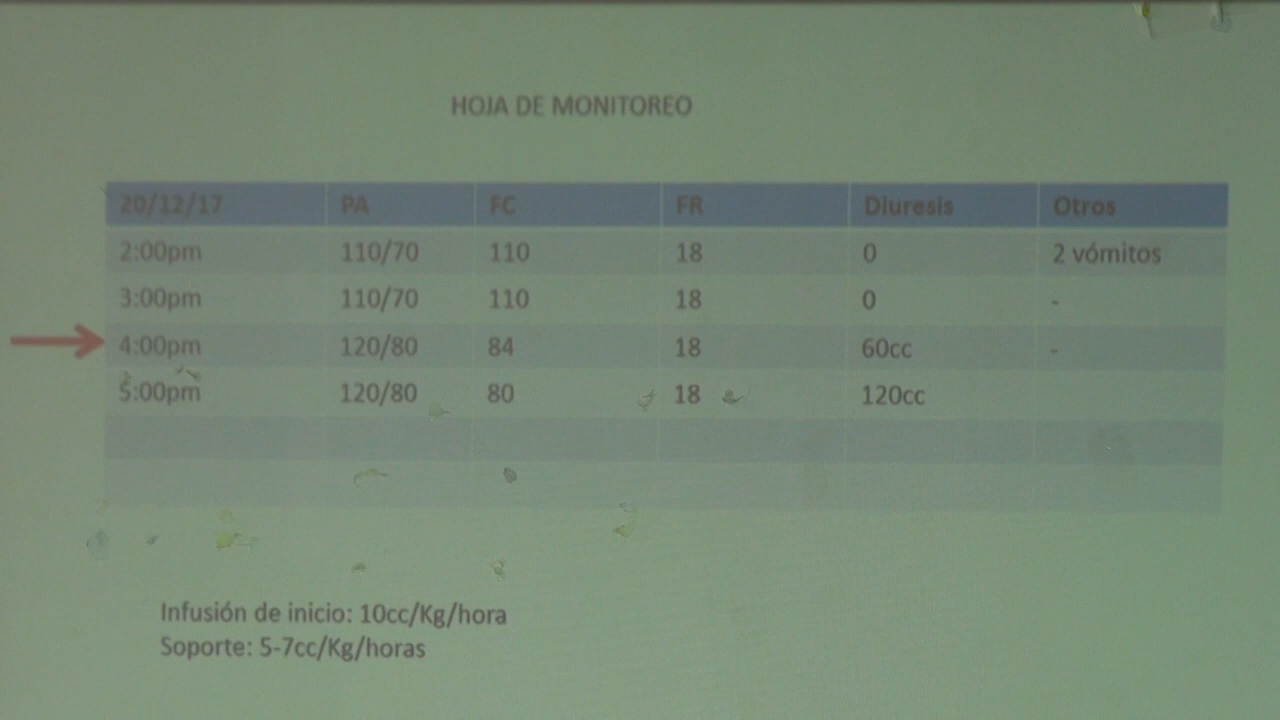 HOJA DE MONITOREO
20/12/17 PA FC FR Diuresis Otros
2:00pm 110/70 110 18 0 2 vómitos
3:00pm 110/70 110 18 0 -
4:00pm 120/80 84 18 60cc -
5:00pm 120/80 80 18 120cc
Infusión de inicio: 10cc/Kg/hora
Soporte: 5-7cc/Kg/horas